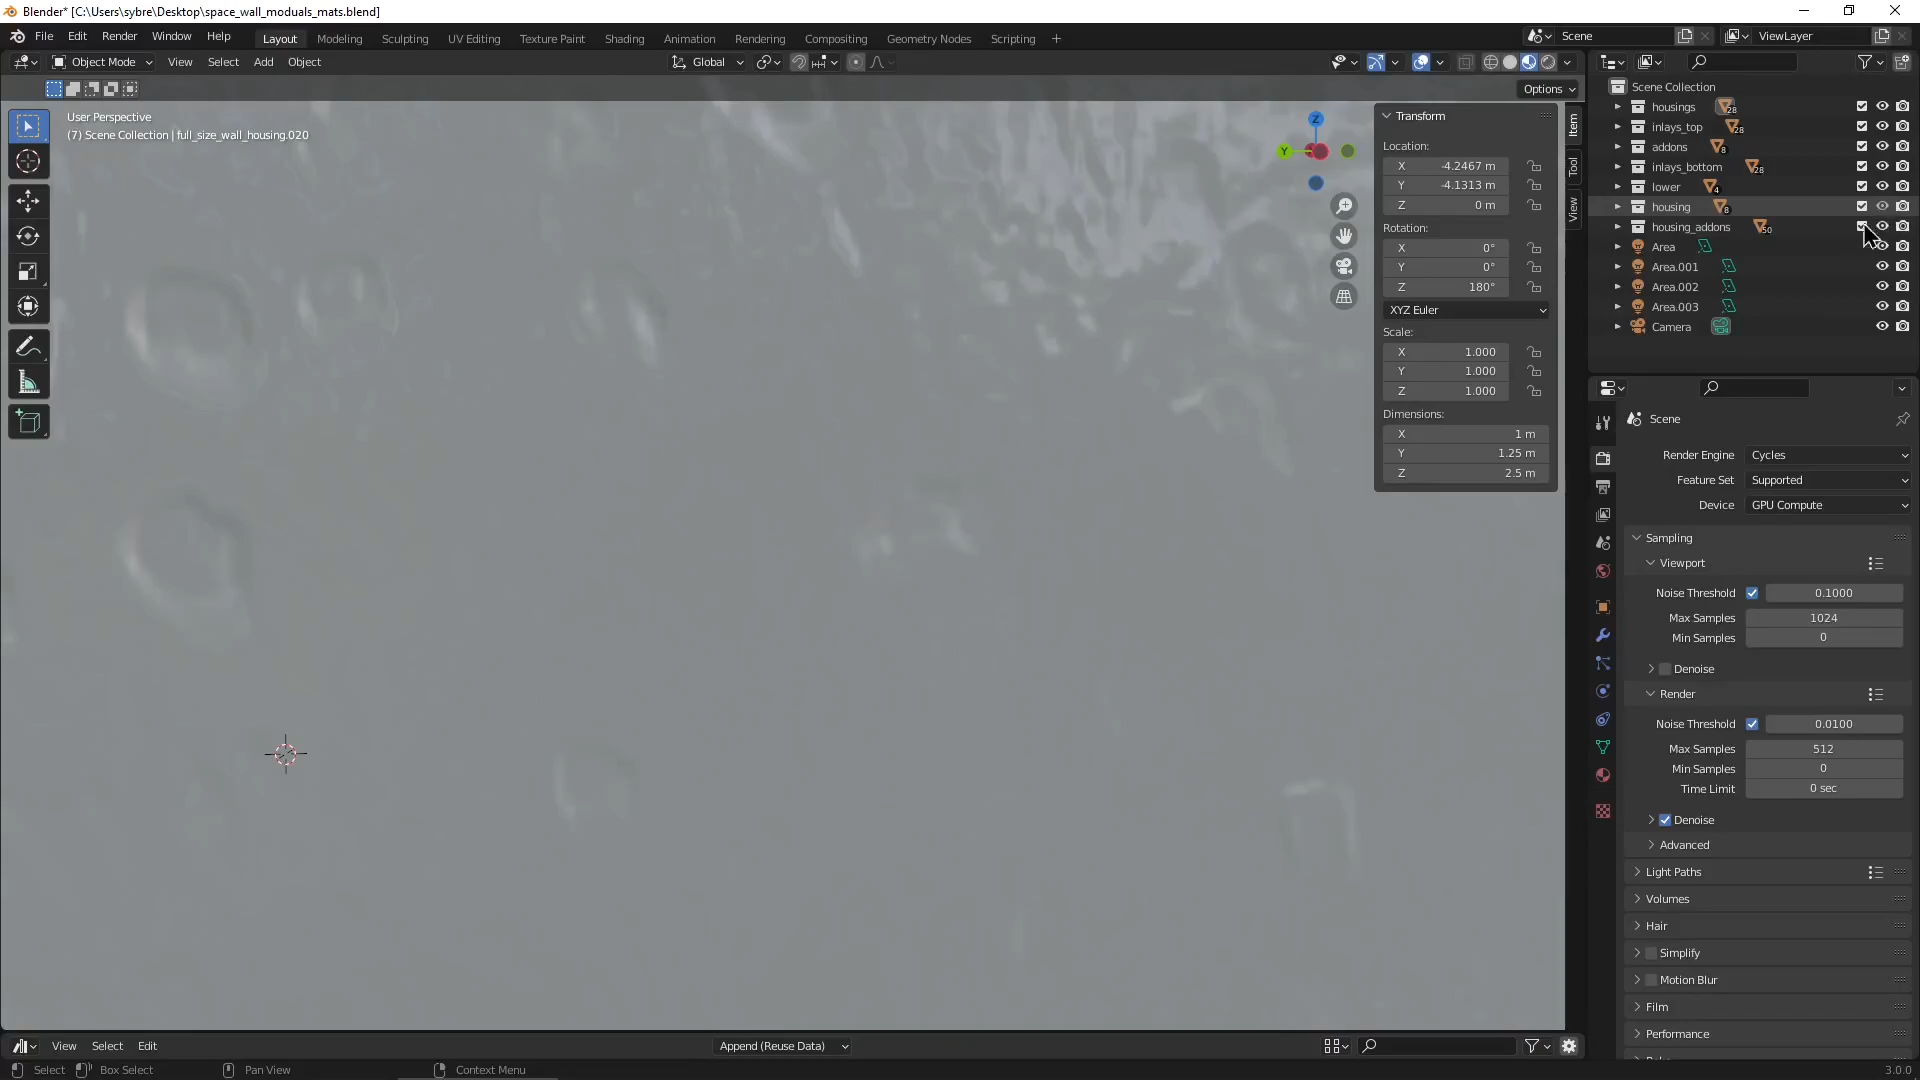 Blender* [C:\Users\sybre\Desktop\space_wall_moduals_mats.blend]
File Edit Render Window Help Layout Modeling Sculpting UV Editing Texture Paint Shading Animation Rendering Compositing Geometry Nodes Scripting + Scene ViewLayer
Object Mode View Select Add Object Global
Options
User Perspective
(7) Scene Collection | full_size_wall_housing.020
Z
Y
Transform
Location:
X -4.2467 m
Y -4.1313 m
Z 0 m
Rotation:
X 0°
Y 0°
Z 180°
XYZ Euler
Scale:
X 1.000
Y 1.000
Z 1.000
Dimensions:
X 1 m
Y 1.25 m
Z 2.5 m
Item
Tool
View
Scene Collection
housings 28
inlays_top 28
addons 8
inlays_bottom 28
lower 4
housing 8
housing_addons 50
Area
Area.001
Area.002
Area.003
Camera
Scene
Render Engine Cycles
Feature Set Supported
Device GPU Compute
Sampling
Viewport
Noise Threshold 0.1000
Max Samples 1024
Min Samples 0
Denoise
Render
Noise Threshold 0.0100
Max Samples 512
Min Samples 0
Time Limit 0 sec
Denoise
Advanced
Light Paths
Volumes
Hair
Simplify
Motion Blur
Film
Performance
View Select Edit Append (Reuse Data)
Select Box Select Pan View Context Menu 3.0.0